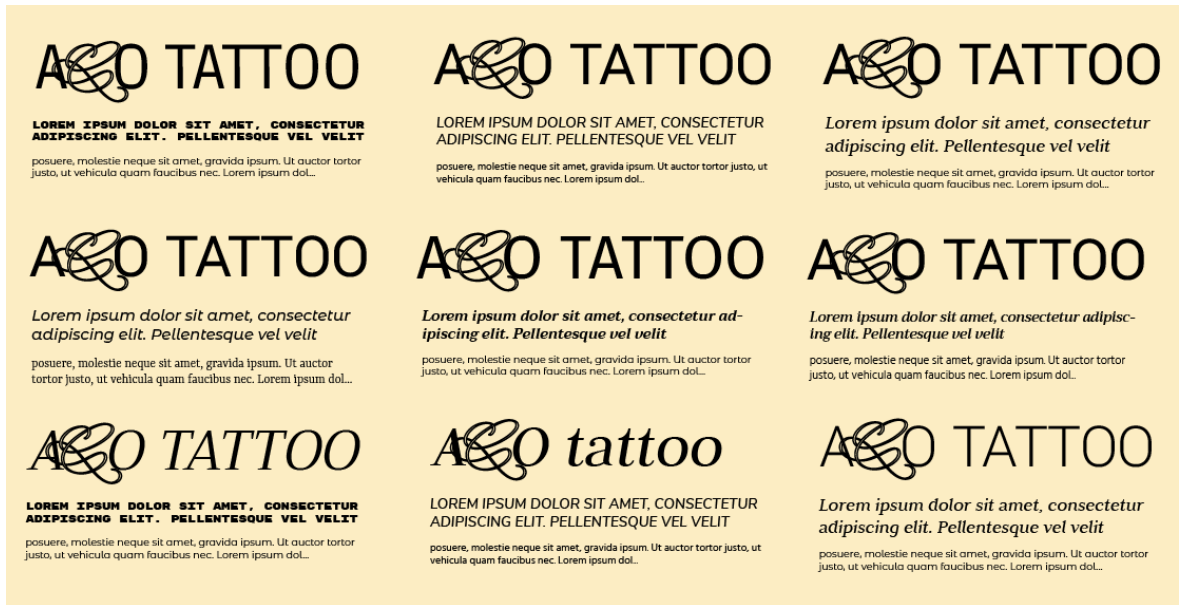 A&O TATTOO
LOREM IPSUM DOLOR SIT AMET, CONSECTETUR
ADIPISCING ELIT. PELLENTESQUE VEL VELIT
posuere, molestie neque sit amet, gravida ipsum. Ut auctor tortor
justo, ut vehicula quam faucibus nec. Lorem ipsum dol...
A&O TATTOO
LOREM IPSUM DOLOR SIT AMET, CONSECTETUR
ADIPISCING ELIT. PELLENTESQUE VEL VELIT
posuere, molestie neque sit amet, gravida ipsum. Ut auctor tortor justo, ut
vehicula quam faucibus nec. Lorem ipsum dol...
A&O TATTOO
Lorem ipsum dolor sit amet, consectetur
adipiscing elit. Pellentesque vel velit
posuere, molestie neque sit amet, gravida ipsum. Ut auctor tortor
justo, ut vehicula quam faucibus nec. Lorem ipsum dol...
A&O TATTOO
Lorem ipsum dolor sit amet, consectetur
adipiscing elit. Pellentesque vel velit
posuere, molestie neque sit amet, gravida ipsum. Ut auctor
tortor justo, ut vehicula quam faucibus nec. Lorem ipsum dol...
A&O TATTOO
Lorem ipsum dolor sit amet, consectetur ad-
ipiscing elit. Pellentesque vel velit
posuere, molestie neque sit amet, gravida ipsum. Ut auctor tortor
justo, ut vehicula quam faucibus nec. Lorem ipsum dol...
A&O TATTOO
Lorem ipsum dolor sit amet, consectetur adipisc-
ing elit. Pellentesque vel velit
posuere, molestie neque sit amet, gravida ipsum. Ut auctor tortor
justo, ut vehicula quam faucibus nec. Lorem ipsum dol...
A&O TATTOO
LOREM IPSUM DOLOR SIT AMET, CONSECTETUR
ADIPISCING ELIT. PELLENTESQUE VEL VELIT
posuere, molestie neque sit amet, gravida ipsum. Ut auctor tortor
justo, ut vehicula quam faucibus nec. Lorem ipsum dol...
A&O tattoo
LOREM IPSUM DOLOR SIT AMET, CONSECTETUR
ADIPISCING ELIT. PELLENTESQUE VEL VELIT
posuere, molestie neque sit amet, gravida ipsum. Ut auctor tortor justo, ut
vehicula quam faucibus nec. Lorem ipsum dol...
A&O TATTOO
Lorem ipsum dolor sit amet, consectetur
adipiscing elit. Pellentesque vel velit
posuere, molestie neque sit amet, gravida ipsum. Ut auctor tortor
justo, ut vehicula quam faucibus nec. Lorem ipsum dol...